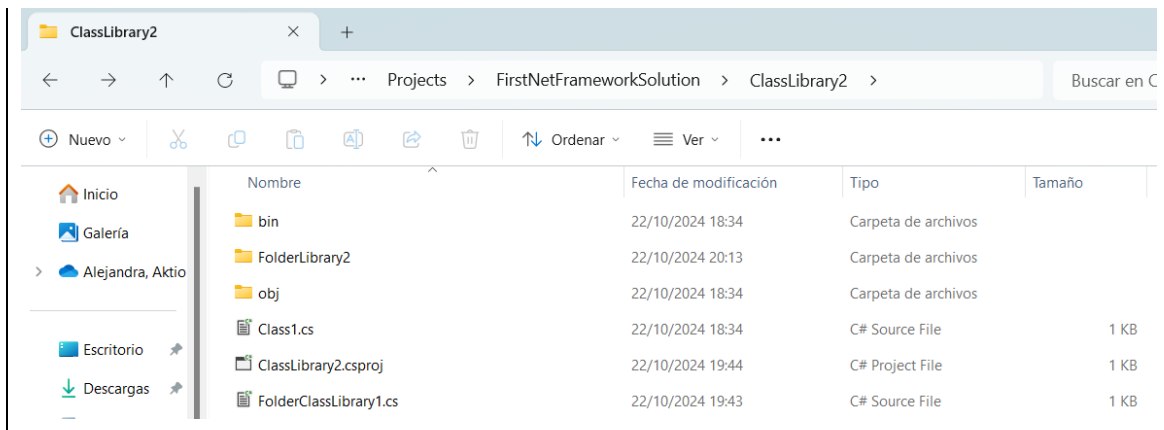 ClassLibrary2
Projects > FirstNetFrameworkSolution > ClassLibrary2 > Buscar en C
Nuevo Ordenar Ver
Nombre Fecha de modificación Tipo Tamaño
Inicio
Galería
Alejandra, Aktio
Escritorio
Descargas
bin 22/10/2024 18:34 Carpeta de archivos
FolderLibrary2 22/10/2024 20:13 Carpeta de archivos
obj 22/10/2024 18:34 Carpeta de archivos
Class1.cs 22/10/2024 18:34 C# Source File 1 KB
ClassLibrary2.csproj 22/10/2024 19:44 C# Project File 1 KB
FolderClassLibrary1.cs 22/10/2024 19:43 C# Source File 1 KB